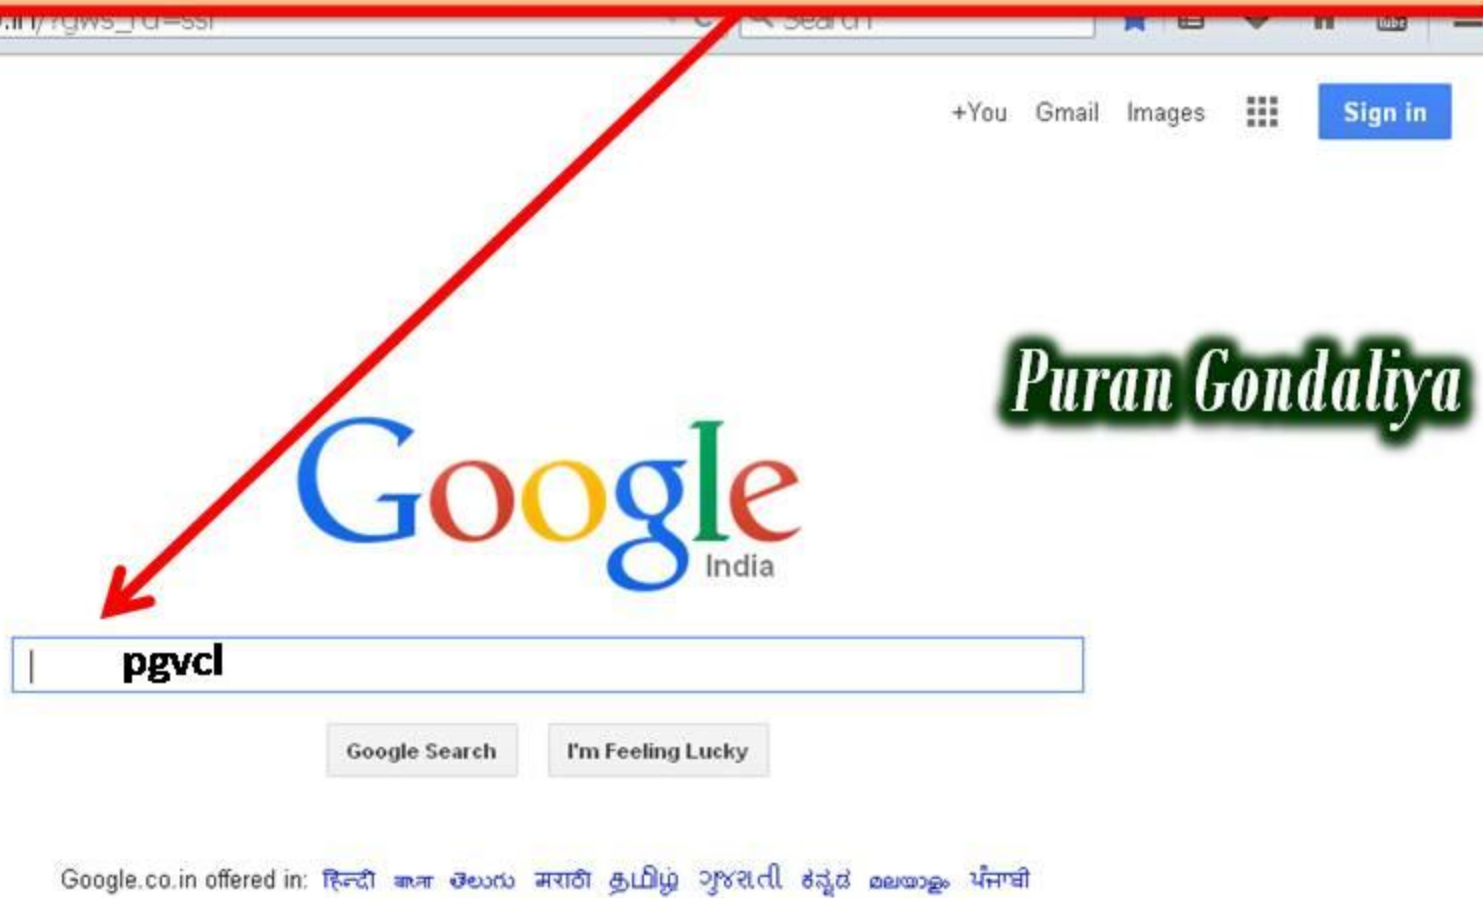 Search
+You Gmail Images Sign in
Puran Gondaliya
Google
India
pgvcl
Google Search I'm Feeling Lucky
Google.co.in offered in: हिन्दी বাংলা తెలుగు मराठी தமிழ் ગુજરાતી ಕನ್ನಡ മലയാളം ਪੰਜਾਬੀ